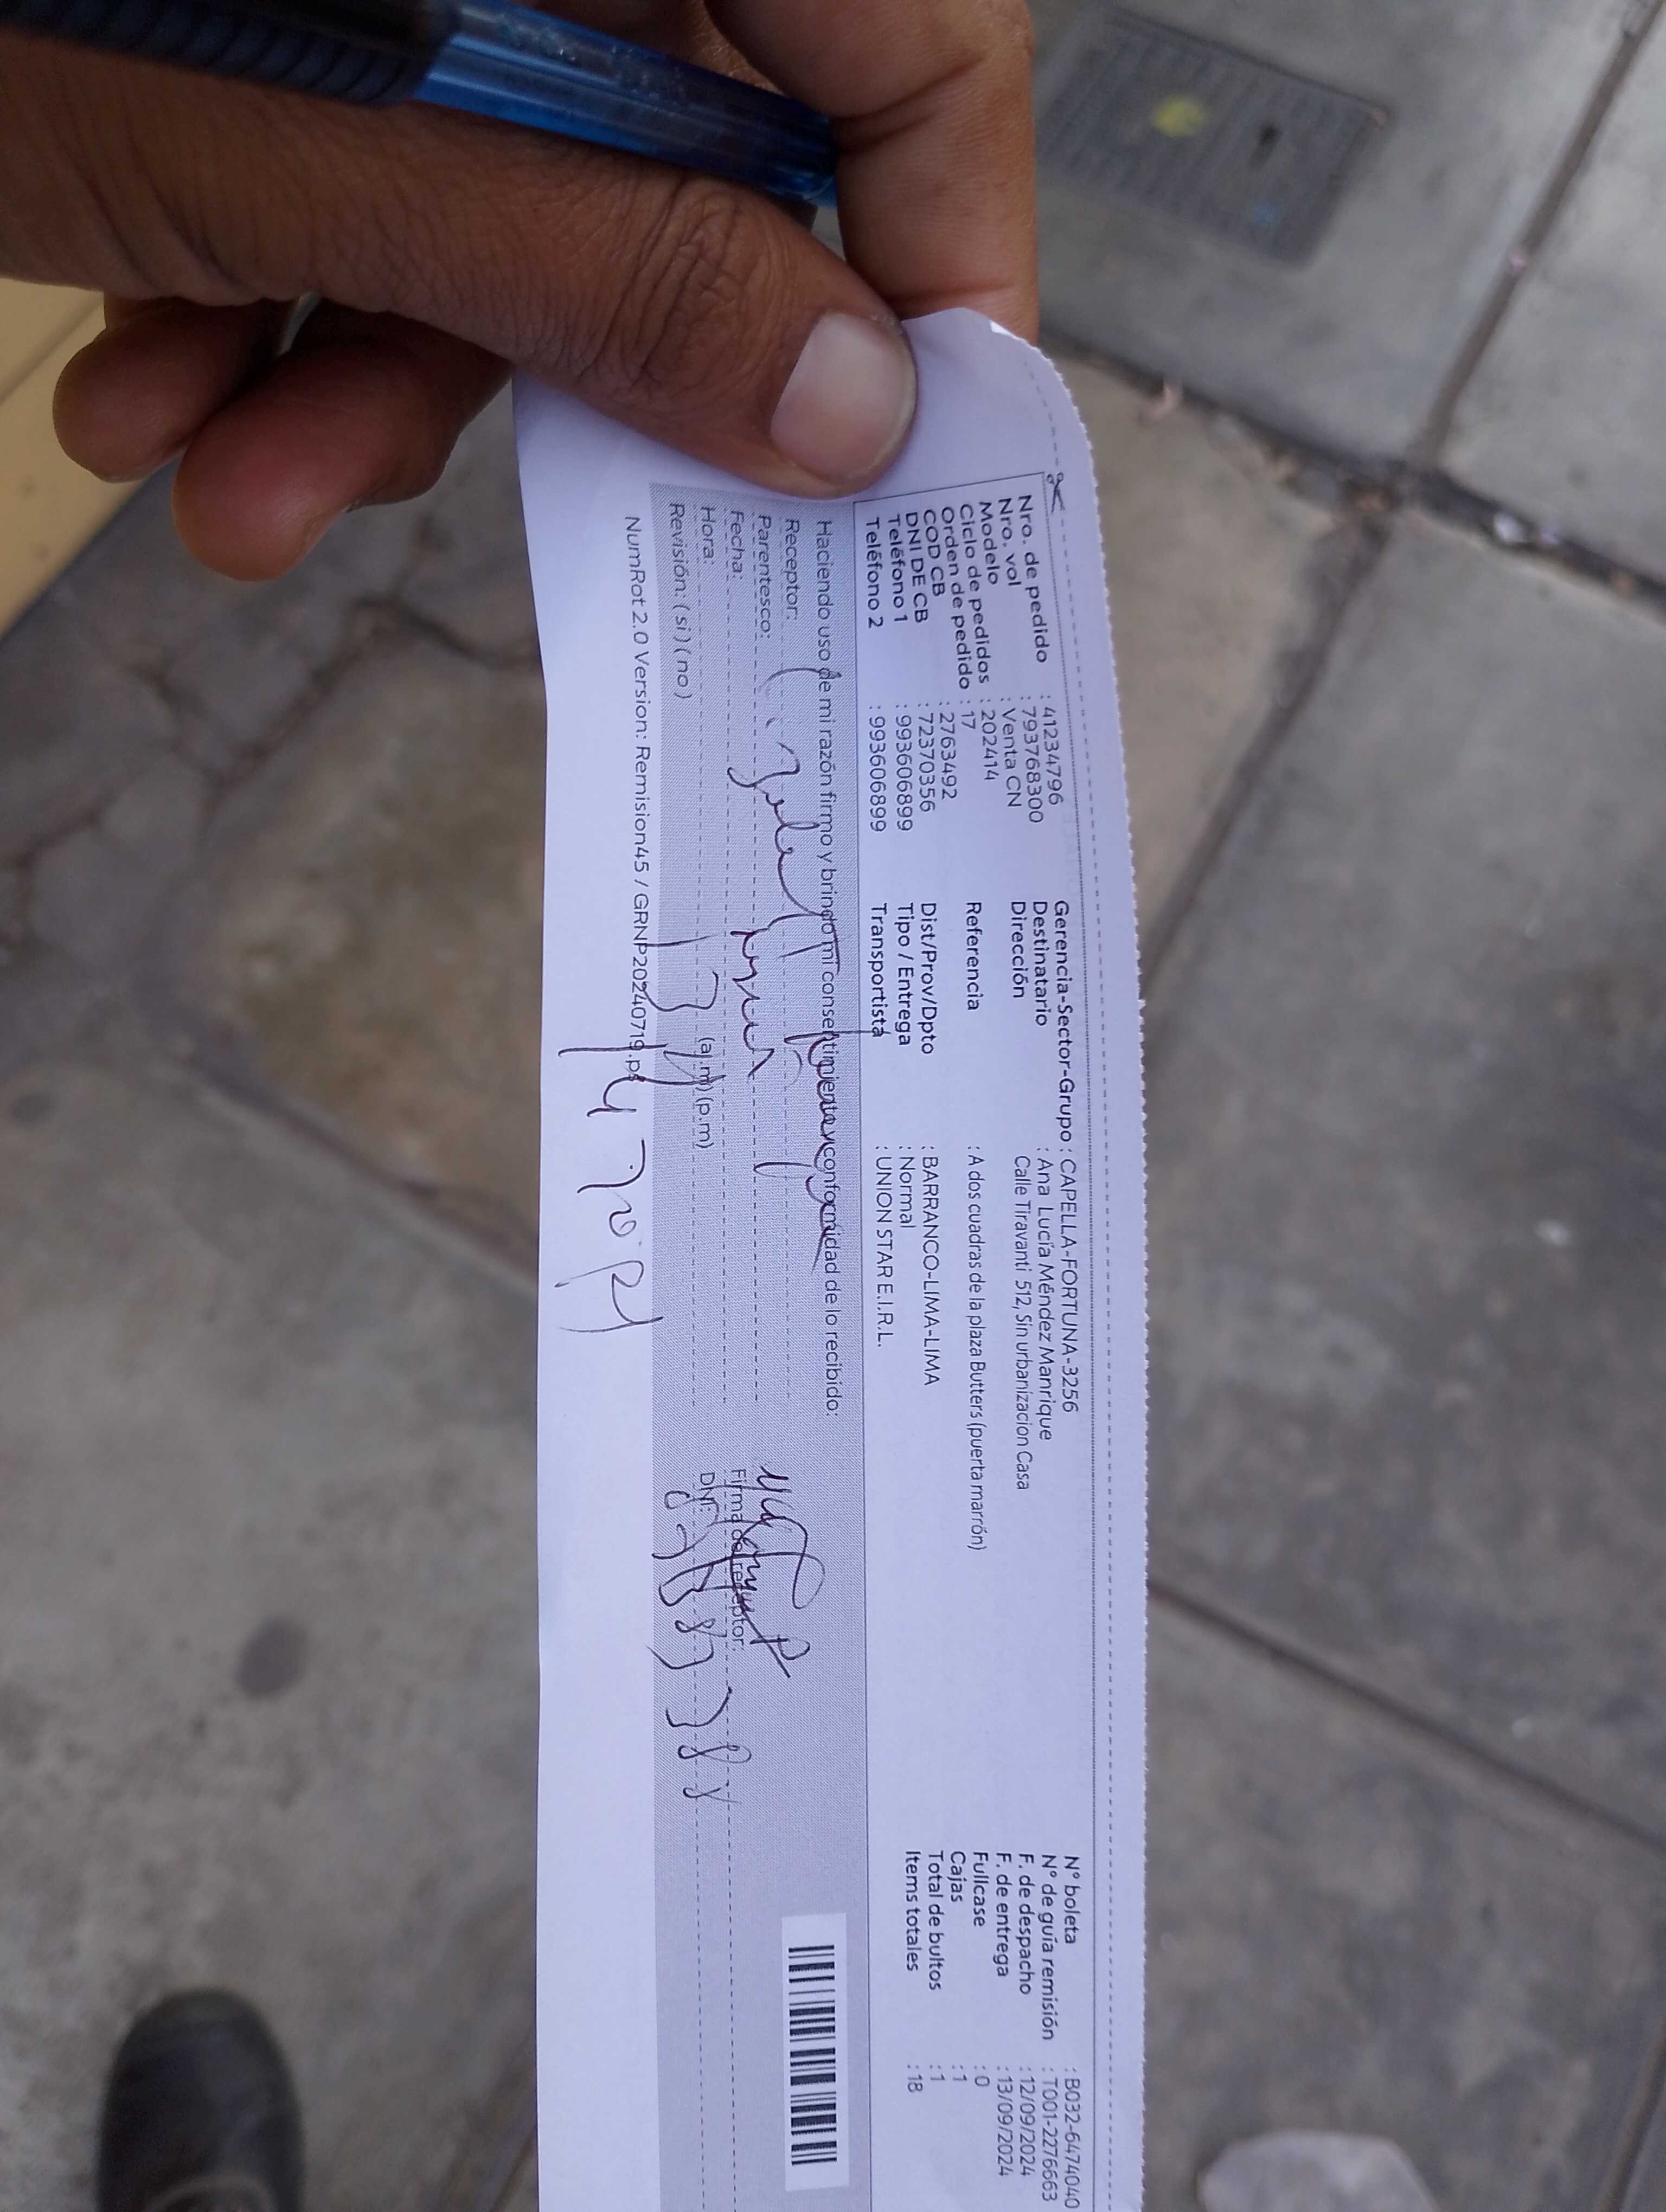 Nro. de pedido : 41234796
Nro. vol : 793768300
Modelo : Venta CN
Ciclo de pedidos : 202414
Orden de pedido : 17
COD CB : 2763492
DNI DE CB : 72370356
Teléfono 1 : 993606899
Teléfono 2 : 993606899
Gerencia-Sector-Grupo : CAPELLA-FORTUNA-3256
Destinatario : Ana Lucía Méndez Manrique
Dirección Calle Tiravanti 512, Sin urbanizacion Casa
Referencia : A dos cuadras de la plaza Butters (puerta marrón)
Dist/Prov/Dpto : BARRANCO-LIMA-LIMA
Tipo / Entrega : Normal
Transportista : UNION STAR E.I.R.L.
N° boleta : B032-6474040
N° de guía remisión : T001-2276663
F. de despacho : 12/09/2024
F. de entrega : 13/09/2024
Fullcase : 0
Cajas : 1
Total de bultos : 1
Items totales : 18
Haciendo uso de mi razón firmo y brindo mi consentimiento y conformidad de lo recibido:
Receptor:
Parentesco:
Fecha:
Hora: (a.m) (p.m)
Revisión: ( si ) ( no )
Firma de receptor:
DNI:
NumRot 2.0 Version: Remision45 / GRNP20240719.ps